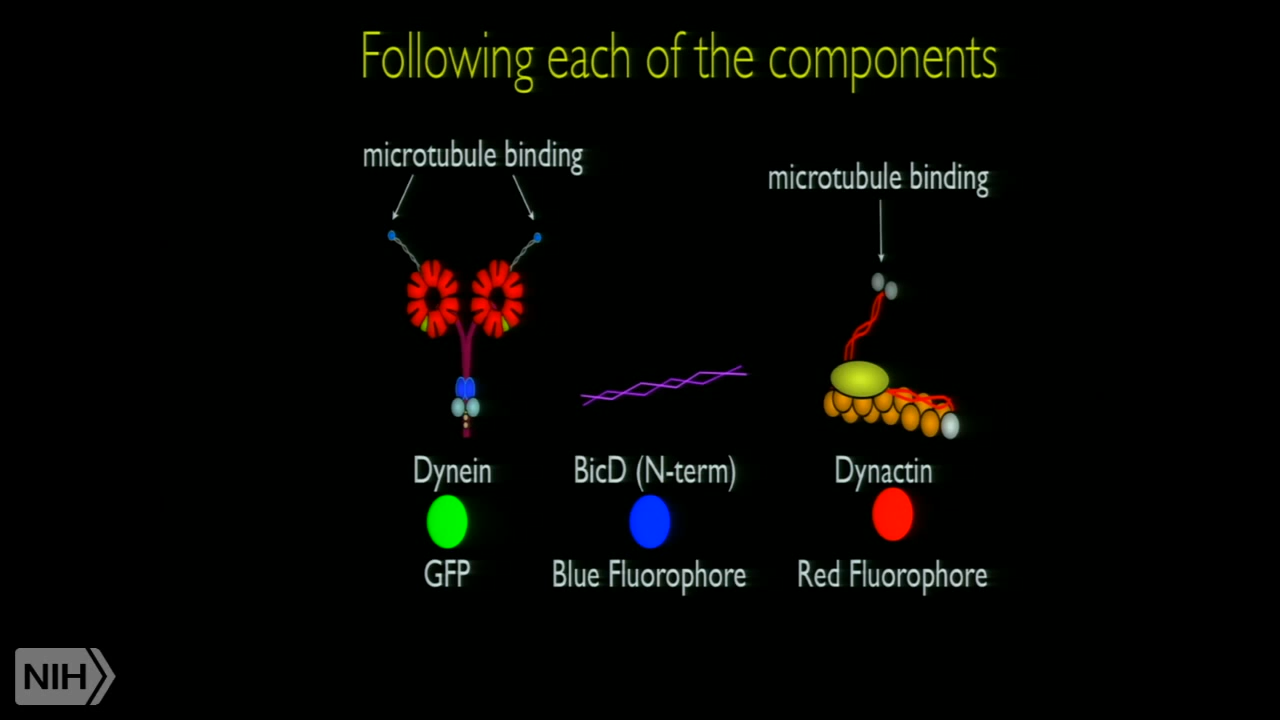 Following each of the components
microtubule binding
microtubule binding
Dynein
BicD (N-term)
Dynactin
GFP
Blue Fluorophore
Red Fluorophore
NIH